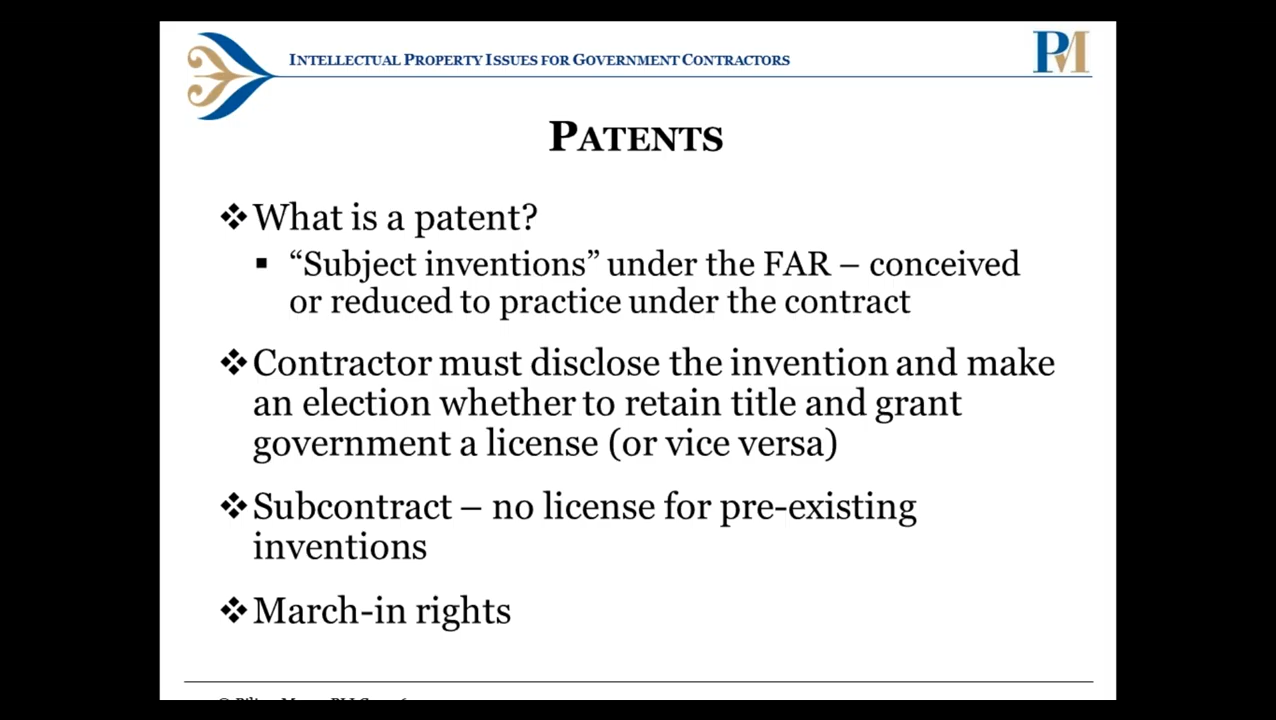 INTELLECTUAL PROPERTY ISSUES FOR GOVERNMENT CONTRACTORS
PM
PATENTS
❖ What is a patent?
▪ “Subject inventions” under the FAR – conceived
or reduced to practice under the contract
❖ Contractor must disclose the invention and make
an election whether to retain title and grant
government a license (or vice versa)
❖ Subcontract – no license for pre-existing
inventions
❖ March-in rights